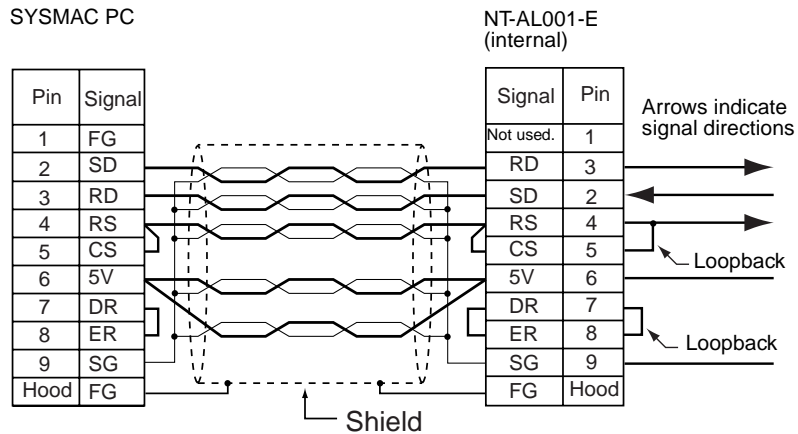 SYSMAC PC
NT-AL001-E
(internal)
Pin Signal
1 FG
2 SD
3 RD
4 RS
5 CS
6 5V
7 DR
8 ER
9 SG
Hood FG
Signal Pin
Not used. 1
RD 3
SD 2
RS 4
CS 5
5V 6
DR 7
ER 8
SG 9
FG Hood
Arrows indicate
signal directions
Loopback
Loopback
Shield